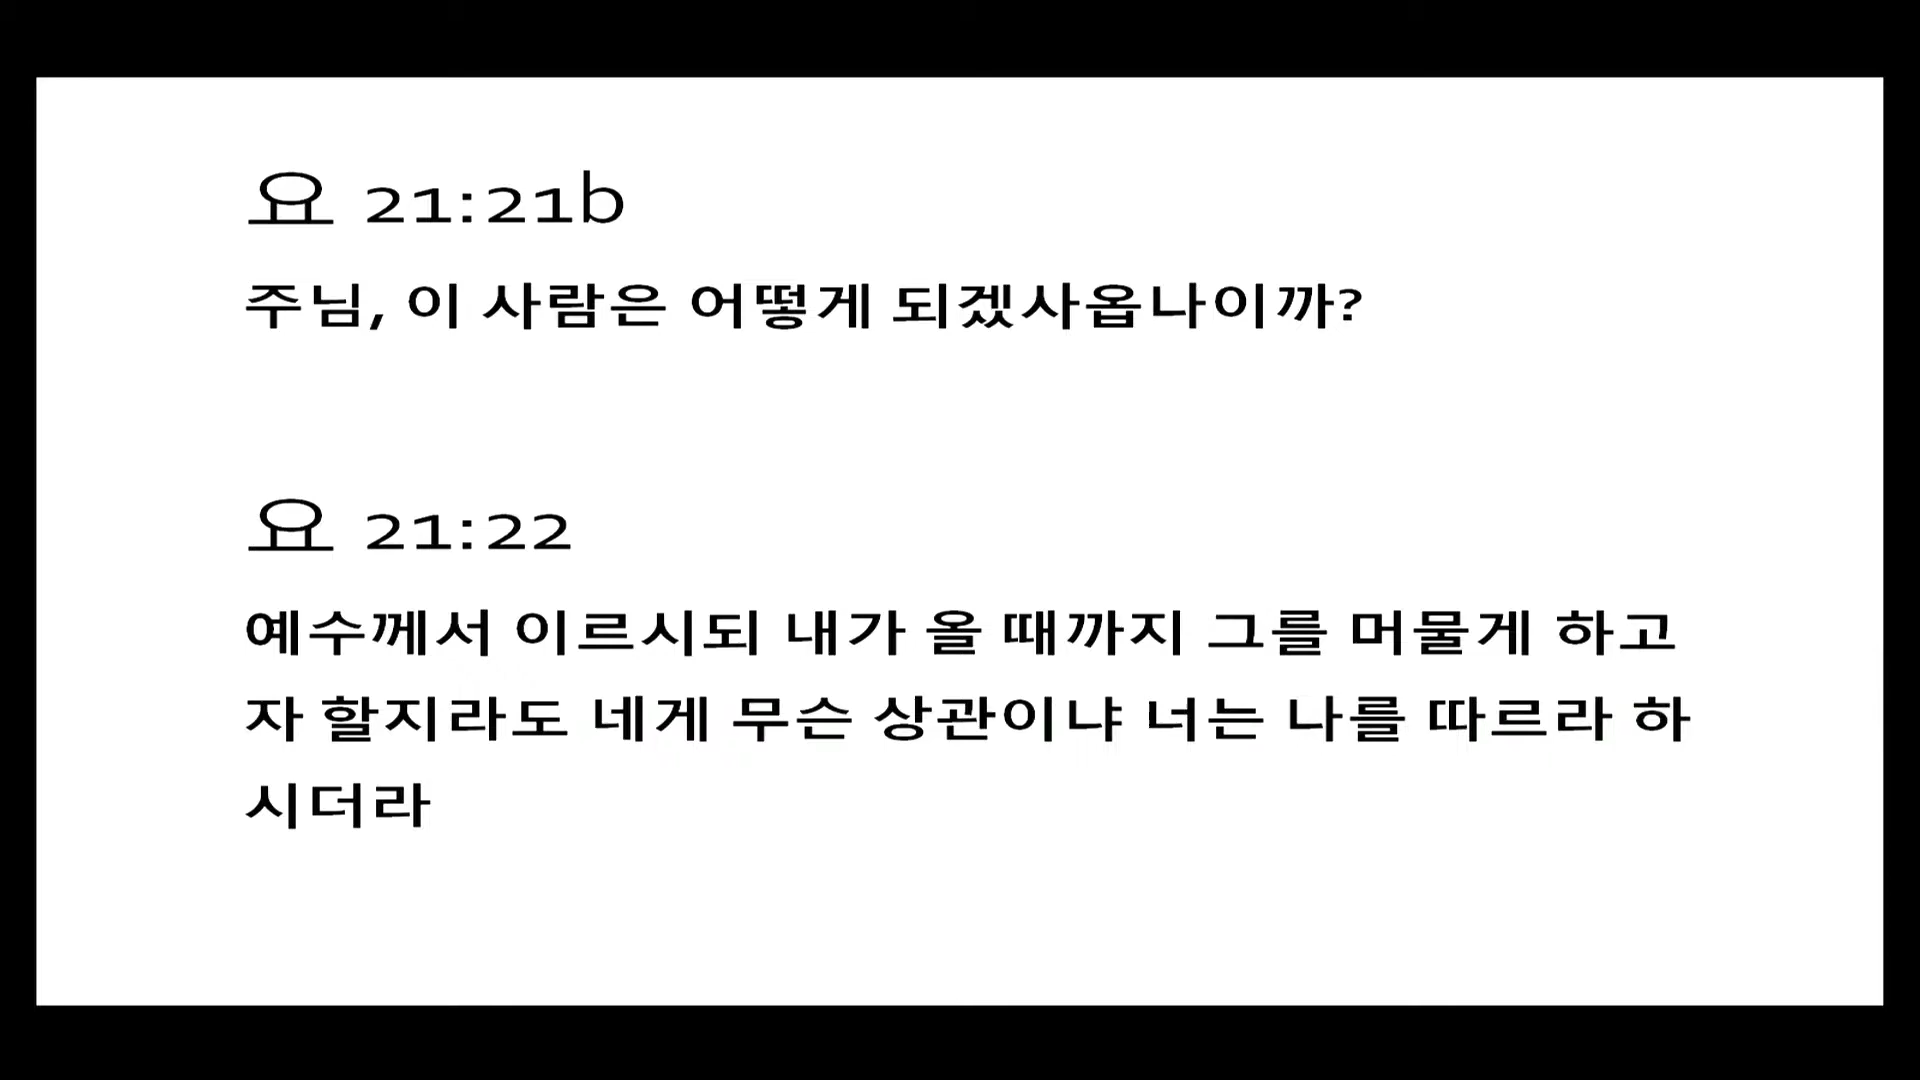 요 21:21b
주님, 이 사람은 어떻게 되겠사옵나이까?
요 21:22
예수께서 이르시되 내가 올 때까지 그를 머물게 하고
자 할지라도 네게 무슨 상관이냐 너는 나를 따르라 하
시더라